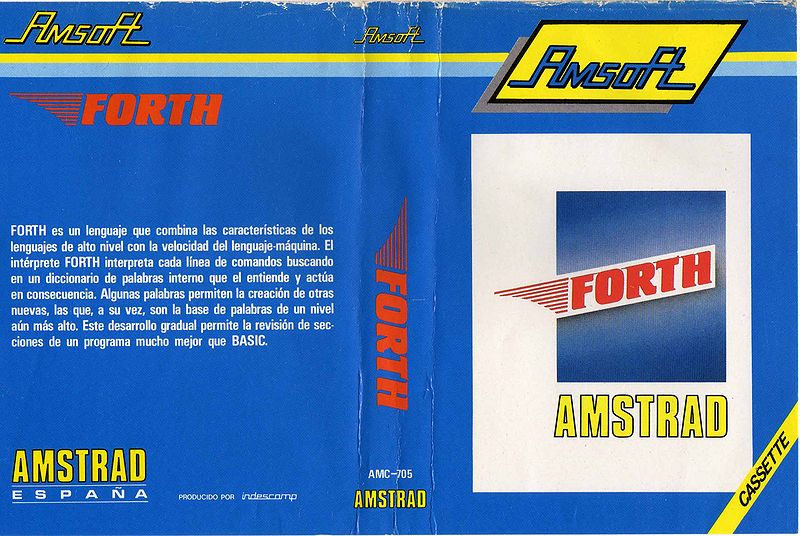 Amsoft
FORTH
FORTH es un lenguaje que combina las características de los
lenguajes de alto nivel con la velocidad del lenguaje-máquina. El
intérprete FORTH interpreta cada línea de comandos buscando
en un diccionario de palabras interno que el entiende y actúa
en consecuencia. Algunas palabras permiten la creación de otras
nuevas, las que, a su vez, son la base de palabras de un nivel
aún más alto. Este desarrollo gradual permite la revisión de sec-
ciones de un programa mucho mejor que BASIC.
AMSTRAD
ESPAÑA
PRODUCIDO POR indescomp
Amsoft
FORTH
AMC-705
AMSTRAD
Amsoft
FORTH
AMSTRAD
CASSETTE